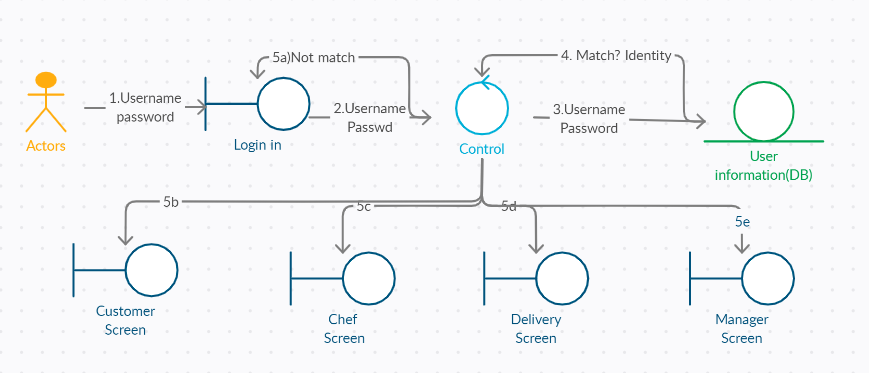 5a)Not match
4. Match? Identity
1.Username
password
2.Username
Passwd
3.Username
Password
Actors
Login in
Control
User
information(DB)
5b
5c
5d
5e
Customer
Screen
Chef
Screen
Delivery
Screen
Manager
Screen